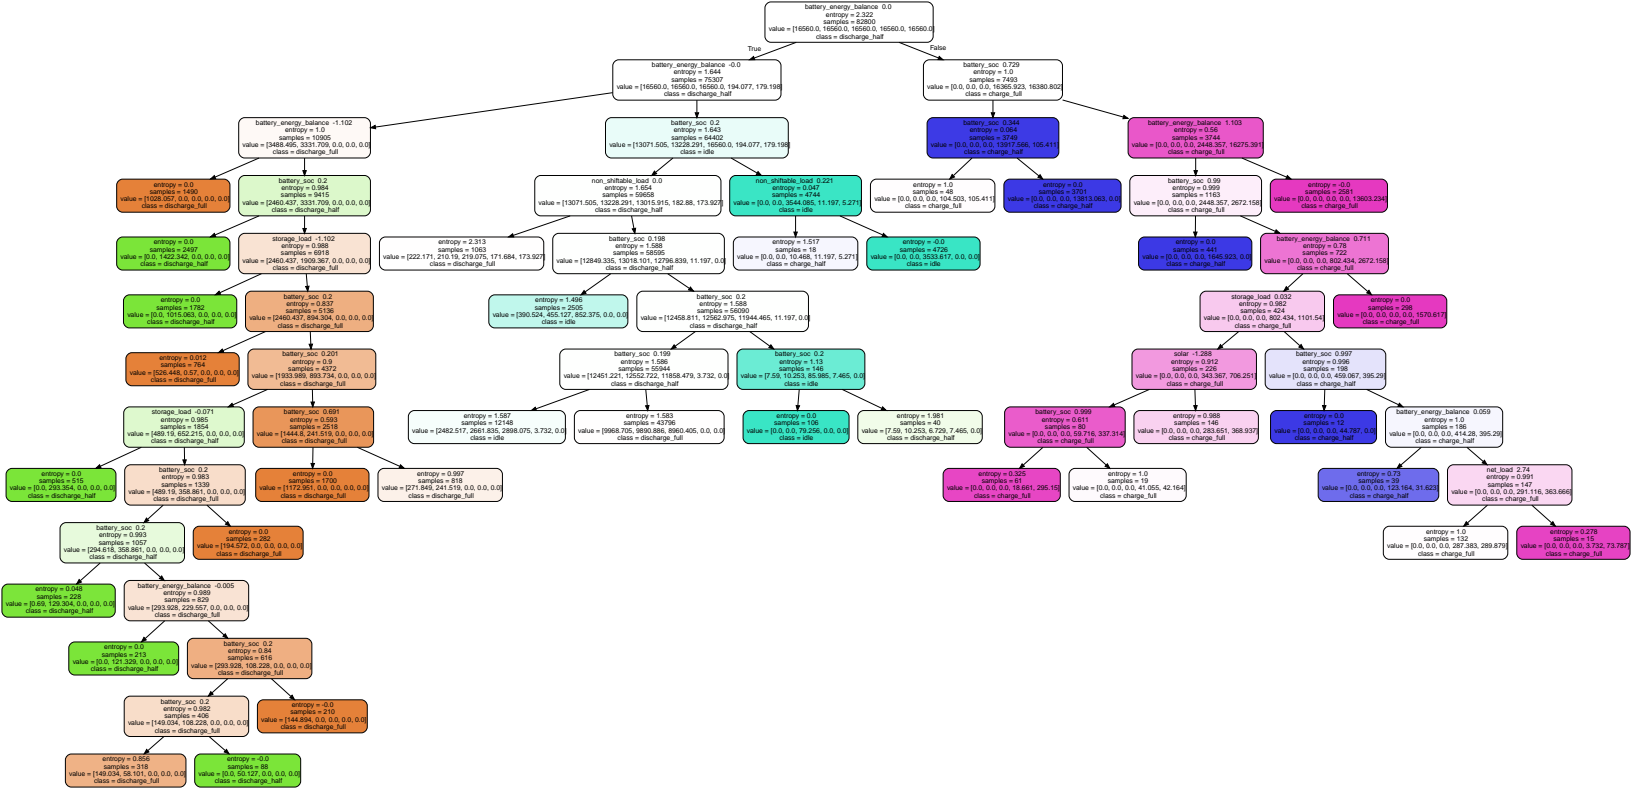 battery_energy_balance 0.0
entropy = 2.322
samples = 82800
value = [16560.0, 16560.0, 16560.0, 16560.0, 16560.0]
class = discharge_half
True
False
battery_energy_balance -0.0
entropy = 1.644
samples = 75307
value = [16560.0, 16560.0, 16560.0, 194.077, 179.198]
class = discharge_half
battery_soc 0.729
entropy = 1.0
samples = 7493
value = [0.0, 0.0, 0.0, 16365.923, 16380.802]
class = charge_full
battery_energy_balance -1.102
entropy = 1.0
samples = 10905
value = [3488.495, 3331.709, 0.0, 0.0, 0.0]
class = discharge_full
battery_soc 0.2
entropy = 1.643
samples = 64402
value = [13071.505, 13228.291, 16560.0, 194.077, 179.198]
class = idle
battery_soc 0.344
entropy = 0.064
samples = 3749
value = [0.0, 0.0, 0.0, 13917.566, 105.411]
class = charge_half
battery_energy_balance 1.103
entropy = 0.56
samples = 3744
value = [0.0, 0.0, 0.0, 2448.357, 16275.391]
class = charge_full
entropy = 0.0
samples = 1490
value = [1028.057, 0.0, 0.0, 0.0, 0.0]
class = discharge_full
battery_soc 0.2
entropy = 0.984
samples = 9415
value = [2460.437, 3331.709, 0.0, 0.0, 0.0]
class = discharge_half
non_shiftable_load 0.0
entropy = 1.654
samples = 59658
value = [13071.505, 13228.291, 13015.915, 182.88, 173.927]
class = discharge_half
non_shiftable_load 0.221
entropy = 0.047
samples = 4744
value = [0.0, 0.0, 3544.085, 11.197, 5.271]
class = idle
entropy = 1.0
samples = 48
value = [0.0, 0.0, 0.0, 104.503, 105.411]
class = charge_full
entropy = 0.0
samples = 3701
value = [0.0, 0.0, 0.0, 13813.063, 0.0]
class = charge_half
battery_soc 0.99
entropy = 0.999
samples = 1163
value = [0.0, 0.0, 0.0, 2448.357, 2672.158]
class = charge_full
entropy = -0.0
samples = 2581
value = [0.0, 0.0, 0.0, 0.0, 13603.234]
class = charge_full
entropy = 0.0
samples = 2497
value = [0.0, 1422.342, 0.0, 0.0, 0.0]
class = discharge_half
storage_load -1.102
entropy = 0.988
samples = 6918
value = [2460.437, 1909.367, 0.0, 0.0, 0.0]
class = discharge_full
entropy = 2.313
samples = 1063
value = [222.171, 210.19, 219.075, 171.684, 173.927]
class = discharge_full
battery_soc 0.198
entropy = 1.588
samples = 58595
value = [12849.335, 13018.101, 12796.839, 11.197, 0.0]
class = discharge_half
entropy = 1.517
samples = 18
value = [0.0, 0.0, 10.468, 11.197, 5.271]
class = charge_half
entropy = -0.0
samples = 4726
value = [0.0, 0.0, 3533.617, 0.0, 0.0]
class = idle
entropy = 0.0
samples = 441
value = [0.0, 0.0, 0.0, 1645.923, 0.0]
class = charge_half
battery_energy_balance 0.711
entropy = 0.78
samples = 722
value = [0.0, 0.0, 0.0, 802.434, 2672.158]
class = charge_full
entropy = 0.0
samples = 1782
value = [0.0, 1015.063, 0.0, 0.0, 0.0]
class = discharge_half
battery_soc 0.2
entropy = 0.837
samples = 5136
value = [2460.437, 894.304, 0.0, 0.0, 0.0]
class = discharge_full
entropy = 1.496
samples = 2505
value = [390.524, 455.127, 852.375, 0.0, 0.0]
class = idle
battery_soc 0.2
entropy = 1.588
samples = 56090
value = [12458.811, 12562.975, 11944.465, 11.197, 0.0]
class = discharge_half
storage_load 0.032
entropy = 0.982
samples = 424
value = [0.0, 0.0, 0.0, 802.434, 1101.54]
class = charge_full
entropy = 0.0
samples = 298
value = [0.0, 0.0, 0.0, 0.0, 1570.617]
class = charge_full
entropy = 0.012
samples = 764
value = [526.448, 0.57, 0.0, 0.0, 0.0]
class = discharge_full
battery_soc 0.201
entropy = 0.9
samples = 4372
value = [1933.989, 893.734, 0.0, 0.0, 0.0]
class = discharge_full
battery_soc 0.199
entropy = 1.586
samples = 55944
value = [12451.221, 12552.722, 11858.479, 3.732, 0.0]
class = discharge_half
battery_soc 0.2
entropy = 1.13
samples = 146
value = [7.59, 10.253, 85.985, 7.465, 0.0]
class = idle
solar -1.288
entropy = 0.912
samples = 226
value = [0.0, 0.0, 0.0, 343.367, 706.251]
class = charge_full
battery_soc 0.997
entropy = 0.996
samples = 198
value = [0.0, 0.0, 0.0, 459.067, 395.29]
class = charge_half
storage_load -0.071
entropy = 0.985
samples = 1854
value = [489.19, 652.215, 0.0, 0.0, 0.0]
class = discharge_half
battery_soc 0.691
entropy = 0.593
samples = 2518
value = [1444.8, 241.519, 0.0, 0.0, 0.0]
class = discharge_full
entropy = 1.587
samples = 12148
value = [2482.517, 2661.835, 2898.075, 3.732, 0.0]
class = idle
entropy = 1.583
samples = 43796
value = [9968.705, 9890.886, 8960.405, 0.0, 0.0]
class = discharge_full
entropy = 0.0
samples = 106
value = [0.0, 0.0, 79.256, 0.0, 0.0]
class = idle
entropy = 1.981
samples = 40
value = [7.59, 10.253, 6.729, 7.465, 0.0]
class = discharge_half
battery_soc 0.999
entropy = 0.611
samples = 80
value = [0.0, 0.0, 0.0, 59.716, 337.314]
class = charge_full
entropy = 0.988
samples = 146
value = [0.0, 0.0, 0.0, 283.651, 368.937]
class = charge_full
entropy = 0.0
samples = 12
value = [0.0, 0.0, 0.0, 44.787, 0.0]
class = charge_half
battery_energy_balance 0.059
entropy = 1.0
samples = 186
value = [0.0, 0.0, 0.0, 414.28, 395.29]
class = charge_half
entropy = 0.0
samples = 515
value = [0.0, 293.354, 0.0, 0.0, 0.0]
class = discharge_half
battery_soc 0.2
entropy = 0.983
samples = 1339
value = [489.19, 358.861, 0.0, 0.0, 0.0]
class = discharge_full
entropy = 0.0
samples = 1700
value = [1172.951, 0.0, 0.0, 0.0, 0.0]
class = discharge_full
entropy = 0.997
samples = 818
value = [271.849, 241.519, 0.0, 0.0, 0.0]
class = discharge_full
entropy = 0.325
samples = 61
value = [0.0, 0.0, 0.0, 18.661, 295.15]
class = charge_full
entropy = 1.0
samples = 19
value = [0.0, 0.0, 0.0, 41.055, 42.164]
class = charge_full
entropy = 0.73
samples = 39
value = [0.0, 0.0, 0.0, 123.164, 31.623]
class = charge_half
net_load 2.74
entropy = 0.991
samples = 147
value = [0.0, 0.0, 0.0, 291.116, 363.666]
class = charge_full
battery_soc 0.2
entropy = 0.993
samples = 1057
value = [294.618, 358.861, 0.0, 0.0, 0.0]
class = discharge_half
entropy = 0.0
samples = 282
value = [194.572, 0.0, 0.0, 0.0, 0.0]
class = discharge_full
entropy = 1.0
samples = 132
value = [0.0, 0.0, 0.0, 287.383, 289.879]
class = charge_full
entropy = 0.278
samples = 15
value = [0.0, 0.0, 0.0, 3.732, 73.787]
class = charge_full
entropy = 0.048
samples = 228
value = [0.69, 129.304, 0.0, 0.0, 0.0]
class = discharge_half
battery_energy_balance -0.005
entropy = 0.989
samples = 829
value = [293.928, 229.557, 0.0, 0.0, 0.0]
class = discharge_full
entropy = 0.0
samples = 213
value = [0.0, 121.329, 0.0, 0.0, 0.0]
class = discharge_half
battery_soc 0.2
entropy = 0.84
samples = 616
value = [293.928, 108.228, 0.0, 0.0, 0.0]
class = discharge_full
battery_soc 0.2
entropy = 0.982
samples = 406
value = [149.034, 108.228, 0.0, 0.0, 0.0]
class = discharge_full
entropy = -0.0
samples = 210
value = [144.894, 0.0, 0.0, 0.0, 0.0]
class = discharge_full
entropy = 0.856
samples = 318
value = [149.034, 58.101, 0.0, 0.0, 0.0]
class = discharge_full
entropy = -0.0
samples = 88
value = [0.0, 50.127, 0.0, 0.0, 0.0]
class = discharge_half